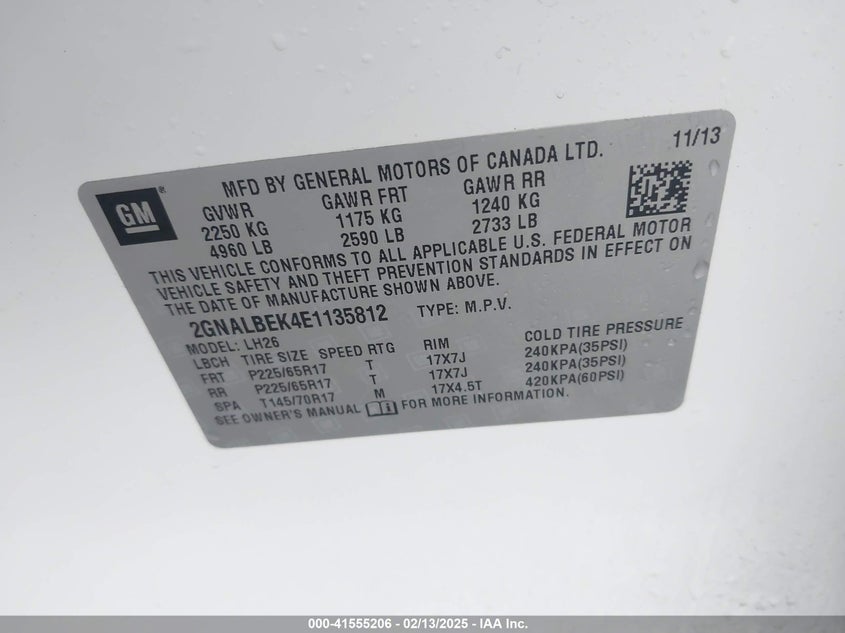 GM ®
MFD BY GENERAL MOTORS OF CANADA LTD. 11/13
GVWR GAWR FRT GAWR RR
2250 KG 1175 KG 1240 KG
4960 LB 2590 LB 2733 LB
THIS VEHICLE CONFORMS TO ALL APPLICABLE U.S. FEDERAL MOTOR
VEHICLE SAFETY AND THEFT PREVENTION STANDARDS IN EFFECT ON
THE DATE OF MANUFACTURE SHOWN ABOVE.
2GNALBEK4E1135812 TYPE: M.P.V.
MODEL: LH26
LBCH TIRE SIZE SPEED RTG RIM COLD TIRE PRESSURE
FRT P225/65R17 T 17X7J 240KPA(35PSI)
RR P225/65R17 T 17X7J 240KPA(35PSI)
SPA T145/70R17 M 17X4.5T 420KPA(60PSI)
SEE OWNER'S MANUAL FOR MORE INFORMATION.
000-41555206 - 02/13/2025 - IAA Inc.